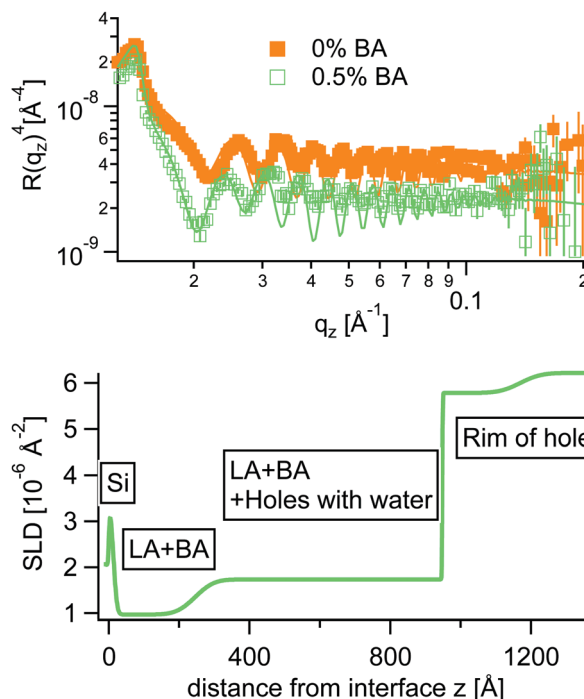 4
2
10-8
6
4
2
10-9
R(qz)4[Å-4]
0% BA
0.5% BA
2 3 4 5 6 7 8 9 0.1 2
qz [Å-1]
6
5
4
3
2
1
SLD [10-6 Å-2]
Si
LA+BA
LA+BA
+Holes with water
Rim of hole
0 400 800 1200
distance from interface z [Å]